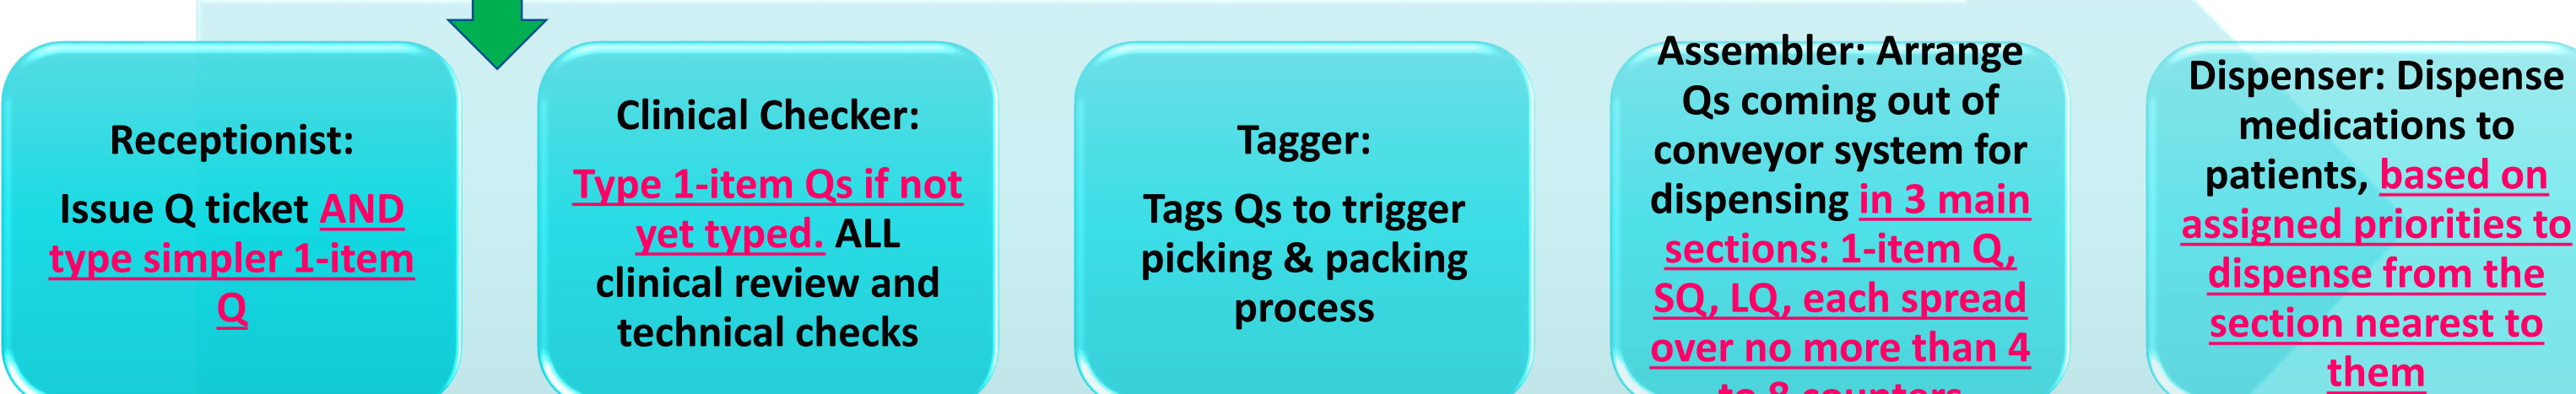 Receptionist:
Issue Q ticket AND
type simpler 1-item
Q
Clinical Checker:
Type 1-item Qs if not
yet typed. ALL
clinical review and
technical checks
Tagger:
Tags Qs to trigger
picking & packing
process
Assembler: Arrange
Qs coming out of
conveyor system for
dispensing in 3 main
sections: 1-item Q,
SQ, LQ, each spread
over no more than 4
to 8 counters
Dispenser: Dispense
medications to
patients, based on
assigned priorities to
dispense from the
section nearest to
them